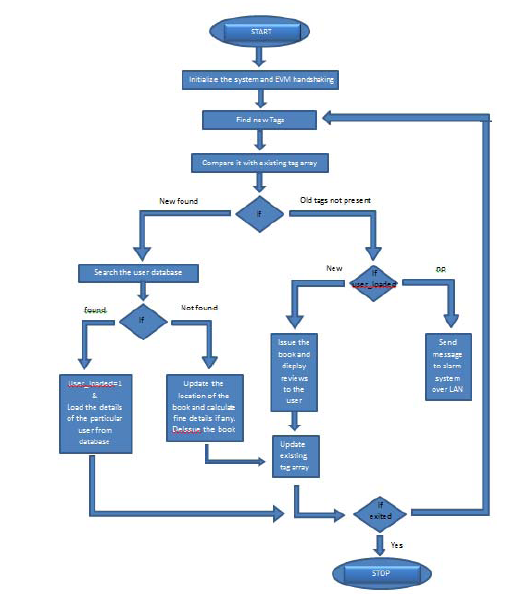 START
Initialize the system and EVM handshaking
Find new Tags
Compare it with existing tag array
New found
If
Old tags not present
Search the user database
New
If
user_loaded
no
found
If
Not found
Issue the
book and
display
reviews
to the
user
Send
message
to alarm
system
over LAN
User_loaded=1
&
Load the details
of the particular
user from
database
Update the
location of the
book and calculate
fine details if any.
Deissue the book
Update
existing
tag array
If
exited
Yes
STOP